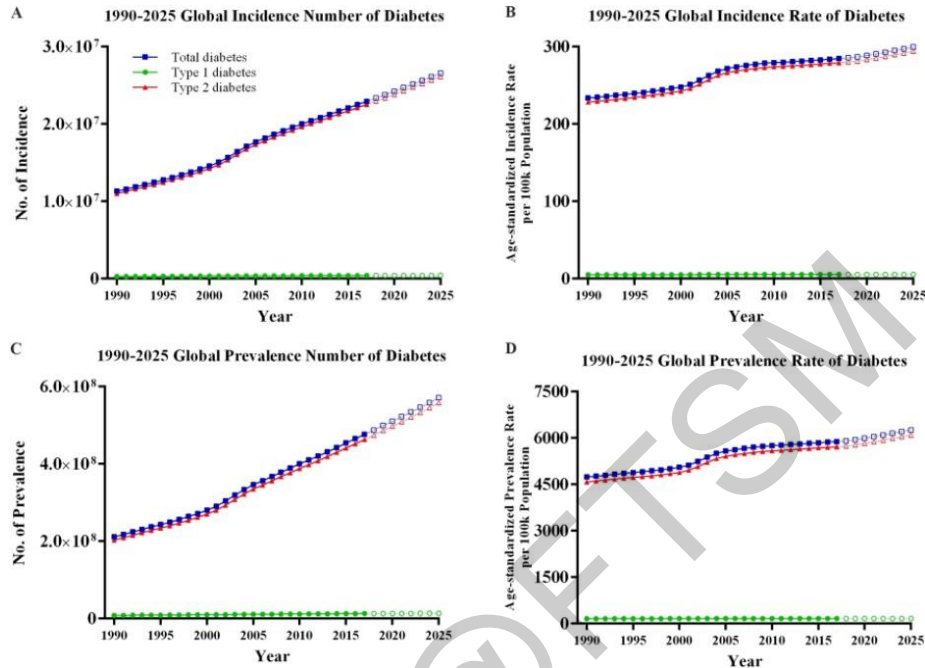 A
1990-2025 Global Incidence Number of Diabetes
3.0×10⁷
2.0×10⁷
1.0×10⁷
0
No. of Incidence
Total diabetes
Type 1 diabetes
Type 2 diabetes
1990 1995 2000 2005 2010 2015 2020 2025
Year
B
1990-2025 Global Incidence Rate of Diabetes
300
200
100
0
Age-standardized Incidence Rate
per 100k Population
1990 1995 2000 2005 2010 2015 2020 2025
Year
C
1990-2025 Global Prevalence Number of Diabetes
6.0×10⁸
4.0×10⁸
2.0×10⁸
0
No. of Prevalence
1990 1995 2000 2005 2010 2015 2020 2025
Year
D
1990-2025 Global Prevalence Rate of Diabetes
7500
6000
4500
3000
1500
0
Age-standardized Prevalence Rate
per 100k Population
1990 1995 2000 2005 2010 2015 2020 2025
Year
@FTSM